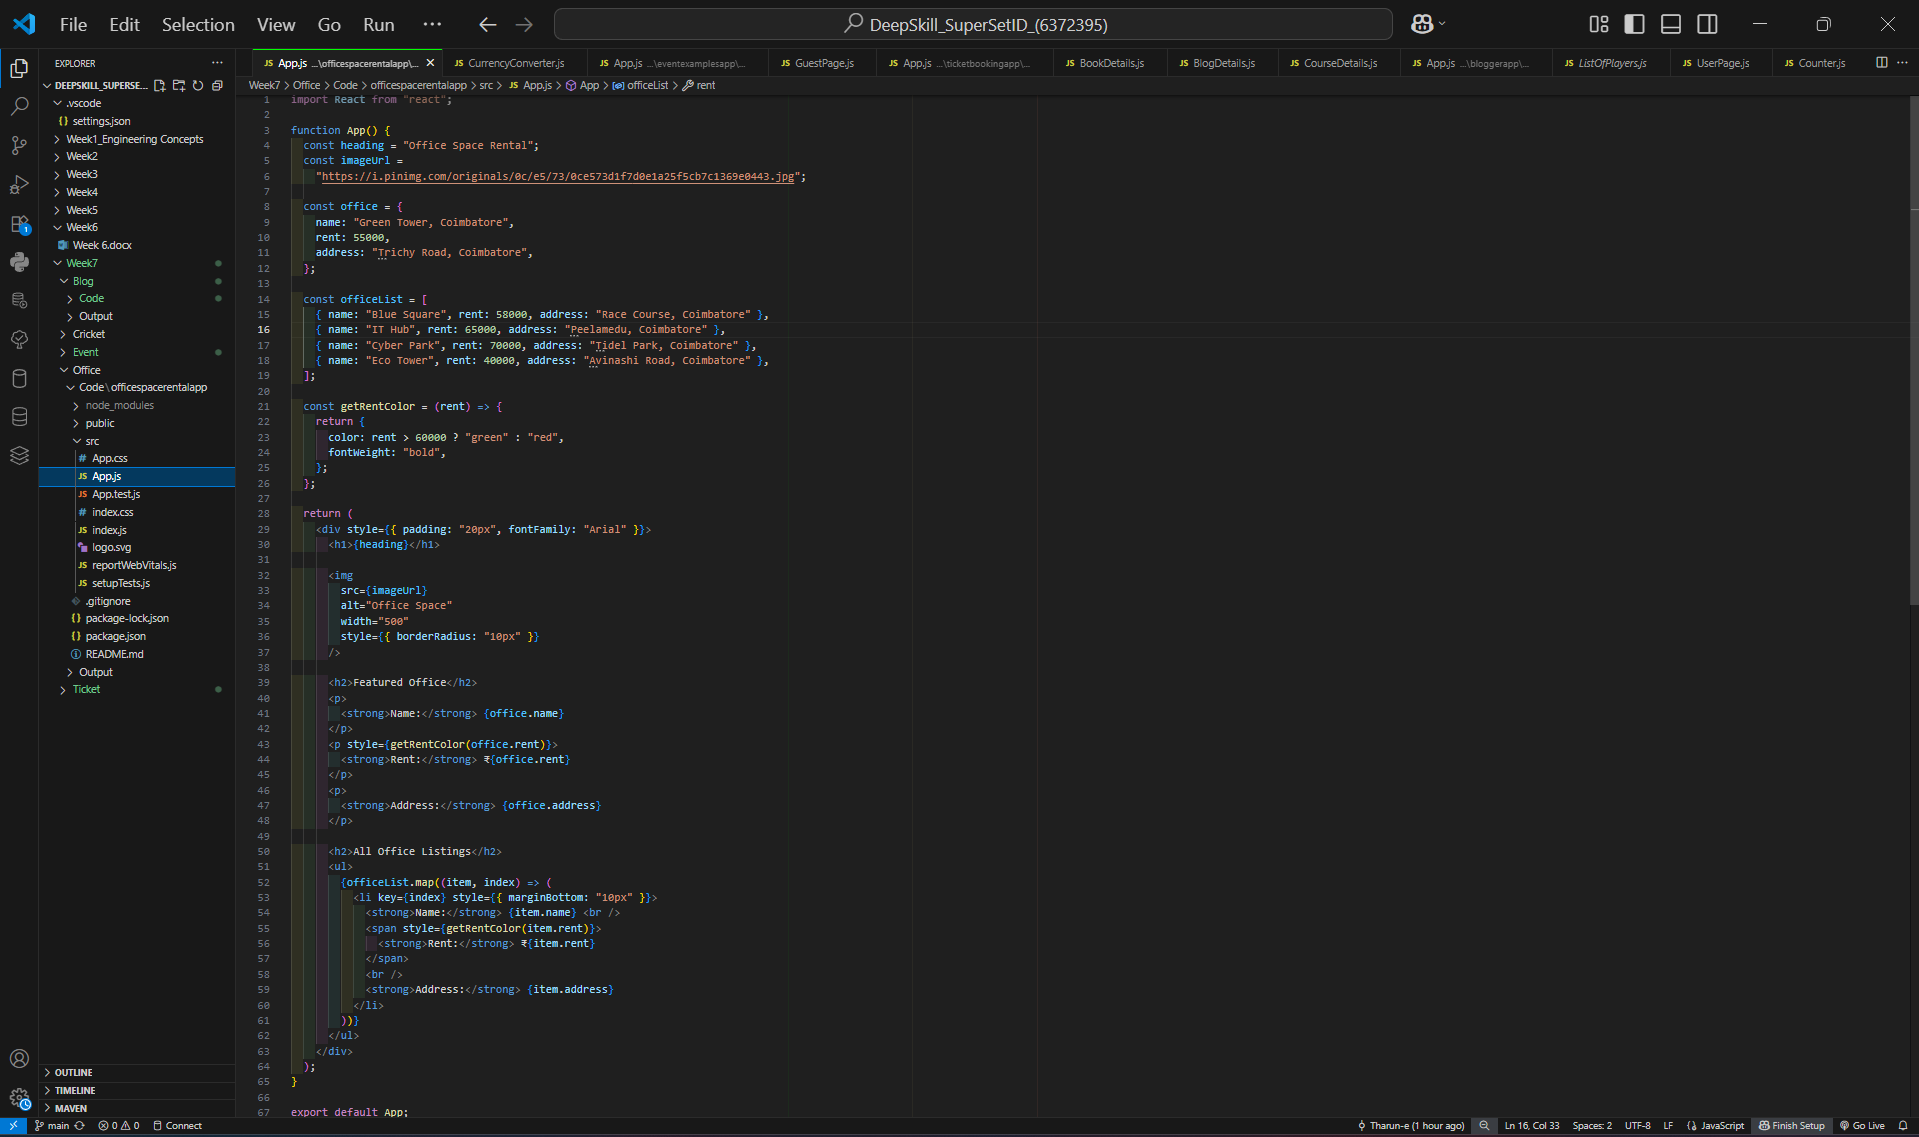 File Edit Selection View Go Run ··· DeepSkill_SuperSetID_(6372395)
EXPLORER ···
DEEPSKILL_SUPERSE...
.vscode
{} settings.json
Week1_Engineering Concepts
Week2
Week3
Week4
Week5
Week6
Week 6.docx
Week7
Blog
Code
Output
Cricket
Event
Office
Code\officespacerentalapp
node_modules
public
src
# App.css
JS App.js
JS App.test.js
# index.css
JS index.js
logo.svg
JS reportWebVitals.js
JS setupTests.js
.gitignore
{} package-lock.json
{} package.json
README.md
Output
Ticket
OUTLINE
TIMELINE
MAVEN
JS App.js ...\officespacerentalapp\... JS CurrencyConverter.js JS App.js ...\eventexamplesapp\... JS GuestPage.js JS App.js ...\ticketbookingapp\... JS BookDetails.js JS BlogDetails.js JS CourseDetails.js JS App.js ...\bloggerapp\... JS ListOfPlayers.js JS UserPage.js JS Counter.js ···
Week7 > Office > Code > officespacerentalapp > src > JS App.js > App > officeList > rent
1 import React from "react";
2
3 function App() {
4 const heading = "Office Space Rental";
5 const imageUrl =
6 "https://i.pinimg.com/originals/0c/e5/73/0ce573d1f7d0e1a25f5cb7c1369e0443.jpg";
7
8 const office = {
9 name: "Green Tower, Coimbatore",
10 rent: 55000,
11 address: "Trichy Road, Coimbatore",
12 };
13
14 const officeList = [
15 { name: "Blue Square", rent: 58000, address: "Race Course, Coimbatore" },
16 { name: "IT Hub", rent: 65000, address: "Peelamedu, Coimbatore" },
17 { name: "Cyber Park", rent: 70000, address: "Tidel Park, Coimbatore" },
18 { name: "Eco Tower", rent: 40000, address: "Avinashi Road, Coimbatore" },
19 ];
20
21 const getRentColor = (rent) => {
22 return {
23 color: rent > 60000 ? "green" : "red",
24 fontWeight: "bold",
25 };
26 };
27
28 return (
29 <div style={{ padding: "20px", fontFamily: "Arial" }}>
30 <h1>{heading}</h1>
31
32 <img
33 src={imageUrl}
34 alt="Office Space"
35 width="500"
36 style={{ borderRadius: "10px" }}
37 />
38
39 <h2>Featured Office</h2>
40 <p>
41 <strong>Name:</strong> {office.name}
42 </p>
43 <p style={getRentColor(office.rent)}>
44 <strong>Rent:</strong> ₹{office.rent}
45 </p>
46 <p>
47 <strong>Address:</strong> {office.address}
48 </p>
49
50 <h2>All Office Listings</h2>
51 <ul>
52 {officeList.map((item, index) => (
53 <li key={index} style={{ marginBottom: "10px" }}>
54 <strong>Name:</strong> {item.name} <br />
55 <span style={getRentColor(item.rent)}>
56 <strong>Rent:</strong> ₹{item.rent}
57 </span>
58 <br />
59 <strong>Address:</strong> {item.address}
60 </li>
61 ))}
62 </ul>
63 </div>
64 );
65 }
66
67 export default App;
main 0 0 Connect Tharun-e (1 hour ago) Ln 16, Col 33 Spaces: 2 UTF-8 LF {} JavaScript Finish Setup Go Live